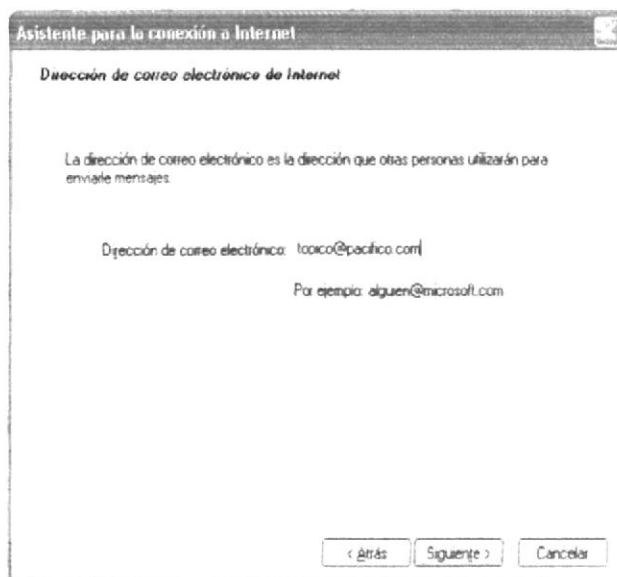 Asistente para la conexión a Internet
Dirección de correo electrónico de Internet
La dirección de correo electrónico es la dirección que otras personas utilizarán para
enviarle mensajes.
Dirección de correo electrónico: topico@pacifico.com
Por ejemplo: alguien@microsoft.com
< Atrás Siguiente > Cancelar